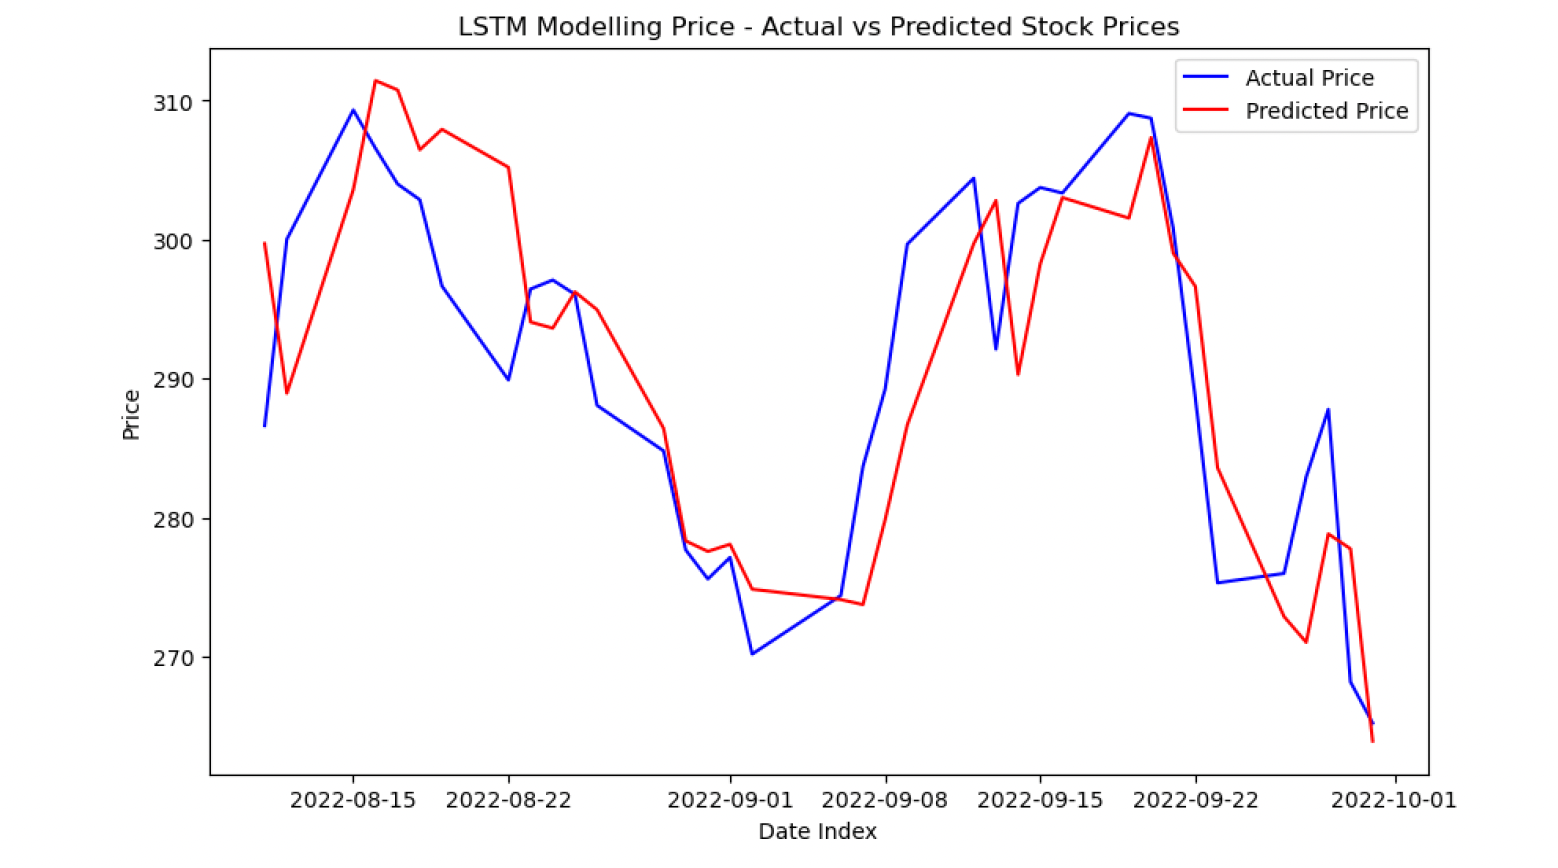 LSTM Modelling Price - Actual vs Predicted Stock Prices
Actual Price
Predicted Price
310
300
290
280
270
Price
2022-08-15 2022-08-22 2022-09-01 2022-09-08 2022-09-15 2022-09-22 2022-10-01
Date Index